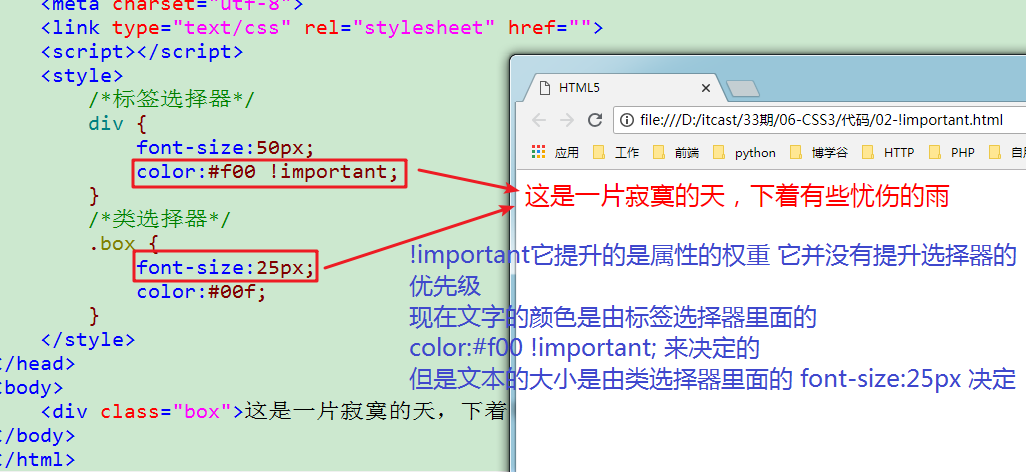 <meta charset="utf-8">
<link type="text/css" rel="stylesheet" href="">
<script></script>
<style>
/*标签选择器*/
div {
font-size:50px;
color:#f00 !important;
}
/*类选择器*/
.box {
font-size:25px;
color:#00f;
}
</style>
</head>
<body>
<div class="box">这是一片寂寞的天，下着
</body>
</html>
HTML5
file:///D:/itcast/33期/06-CSS3/代码/02-!important.html
应用 工作 前端 python 博学谷 HTTP PHP 自
这是一片寂寞的天，下着有些忧伤的雨
!important它提升的是属性的权重 它并没有提升选择器的
优先级
现在文字的颜色是由标签选择器里面的
color:#f00 !important; 来决定的
但是文本的大小是由类选择器里面的 font-size:25px 决定